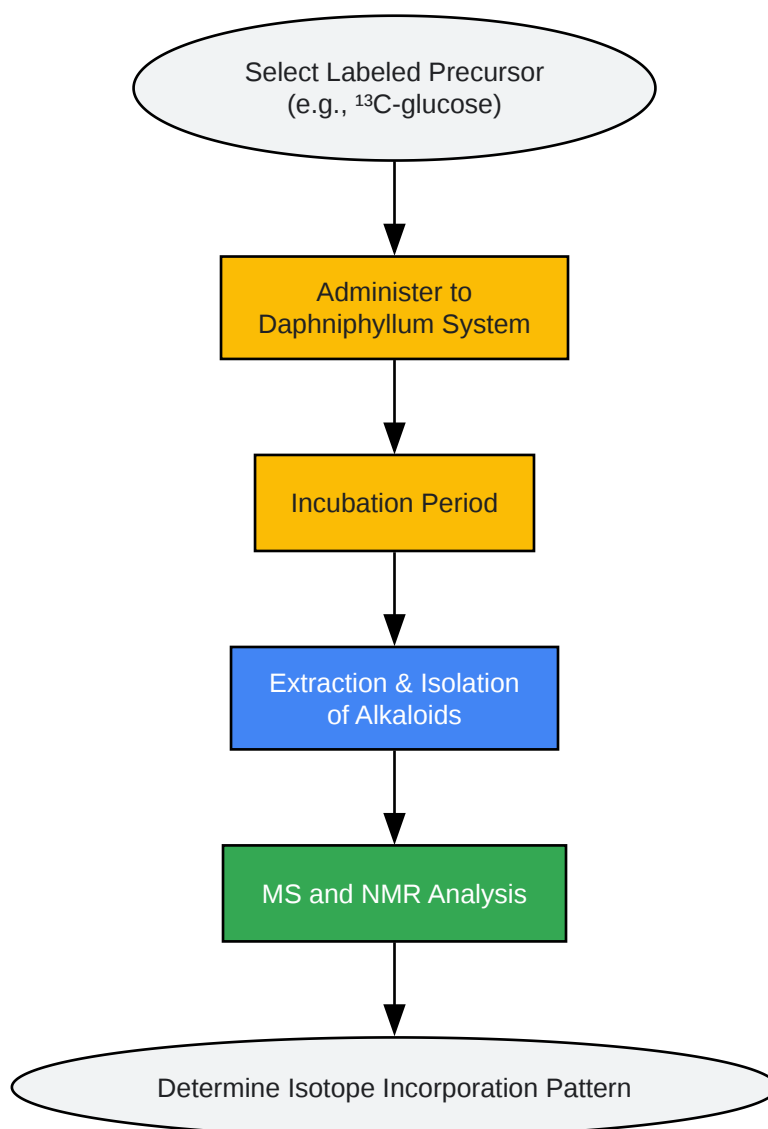 Select Labeled Precursor
(e.g., ¹³C-glucose)
Administer to
Daphniphyllum System
Incubation Period
Extraction & Isolation
of Alkaloids
MS and NMR Analysis
Determine Isotope Incorporation Pattern